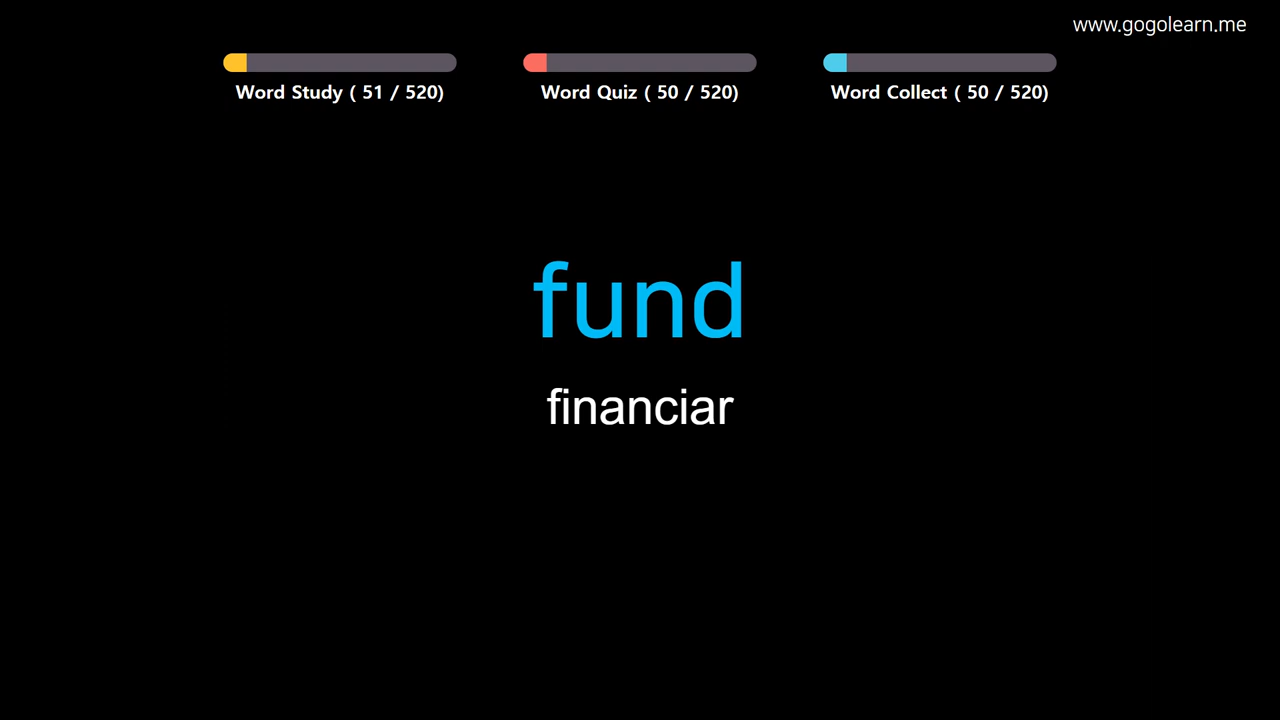 www.gogolearn.me
Word Study ( 51 / 520)
Word Quiz ( 50 / 520)
Word Collect ( 50 / 520)
fund
financiar